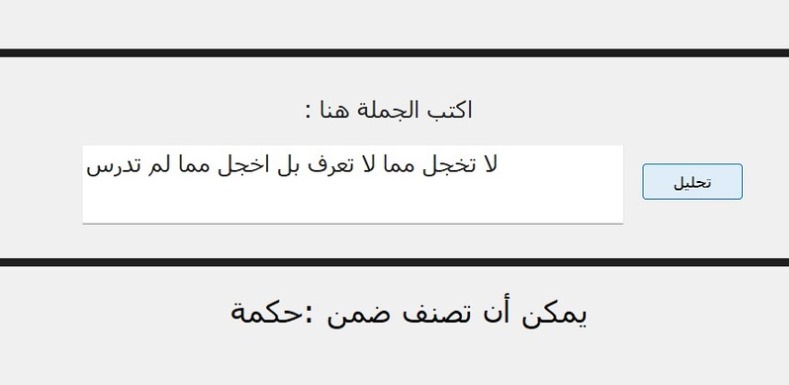 اكتب الجملة هنا :
لا تخجل مما لا تعرف بل اخجل مما لم تدرس
تحليل
يمكن أن تصنف ضمن :حكمة